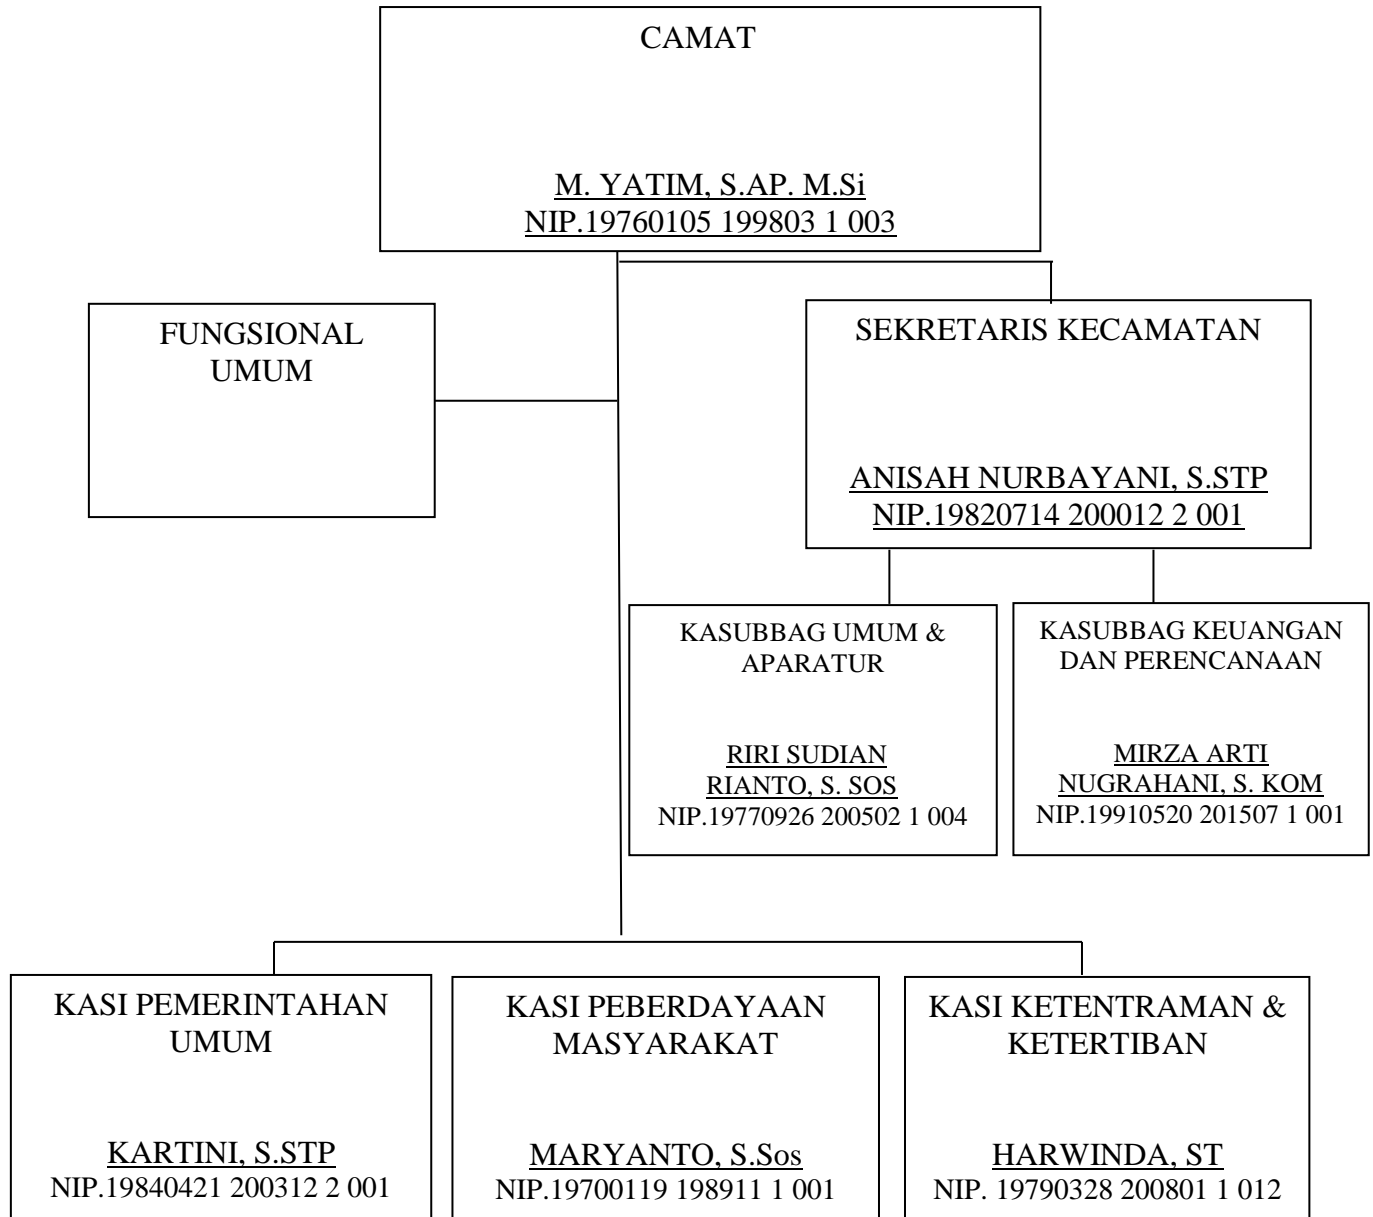 CAMAT
M. YATIM, S.AP. M.Si
NIP.19760105 199803 1 003
FUNGSIONAL
UMUM
SEKRETARIS KECAMATAN
ANISAH NURBAYANI, S.STP
NIP.19820714 200012 2 001
KASUBBAG UMUM &
APARATUR
RIRI SUDIAN
RIANTO, S. SOS
NIP.19770926 200502 1 004
KASUBBAG KEUANGAN
DAN PERENCANAAN
MIRZA ARTI
NUGRAHANI, S. KOM
NIP.19910520 201507 1 001
KASI PEMERINTAHAN
UMUM
KARTINI, S.STP
NIP.19840421 200312 2 001
KASI PEBERDAYAAN
MASYARAKAT
MARYANTO, S.Sos
NIP.19700119 198911 1 001
KASI KETENTRAMAN &
KETERTIBAN
HARWINDA, ST
NIP. 19790328 200801 1 012